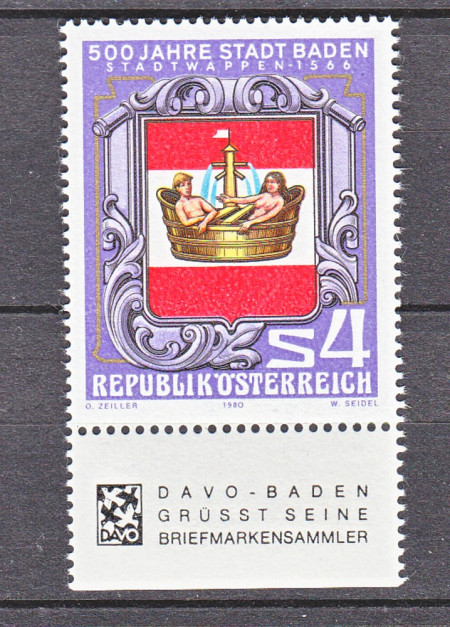 500 JAHRE STADT BADEN
STADTWAPPEN-1566
S4
REPUBLIK ÖSTERREICH
O. ZEILLER 1980 W. SEIDEL
DAVO
DAVO-BADEN
GRÜSST SEINE
BRIEFMARKENSAMMLER